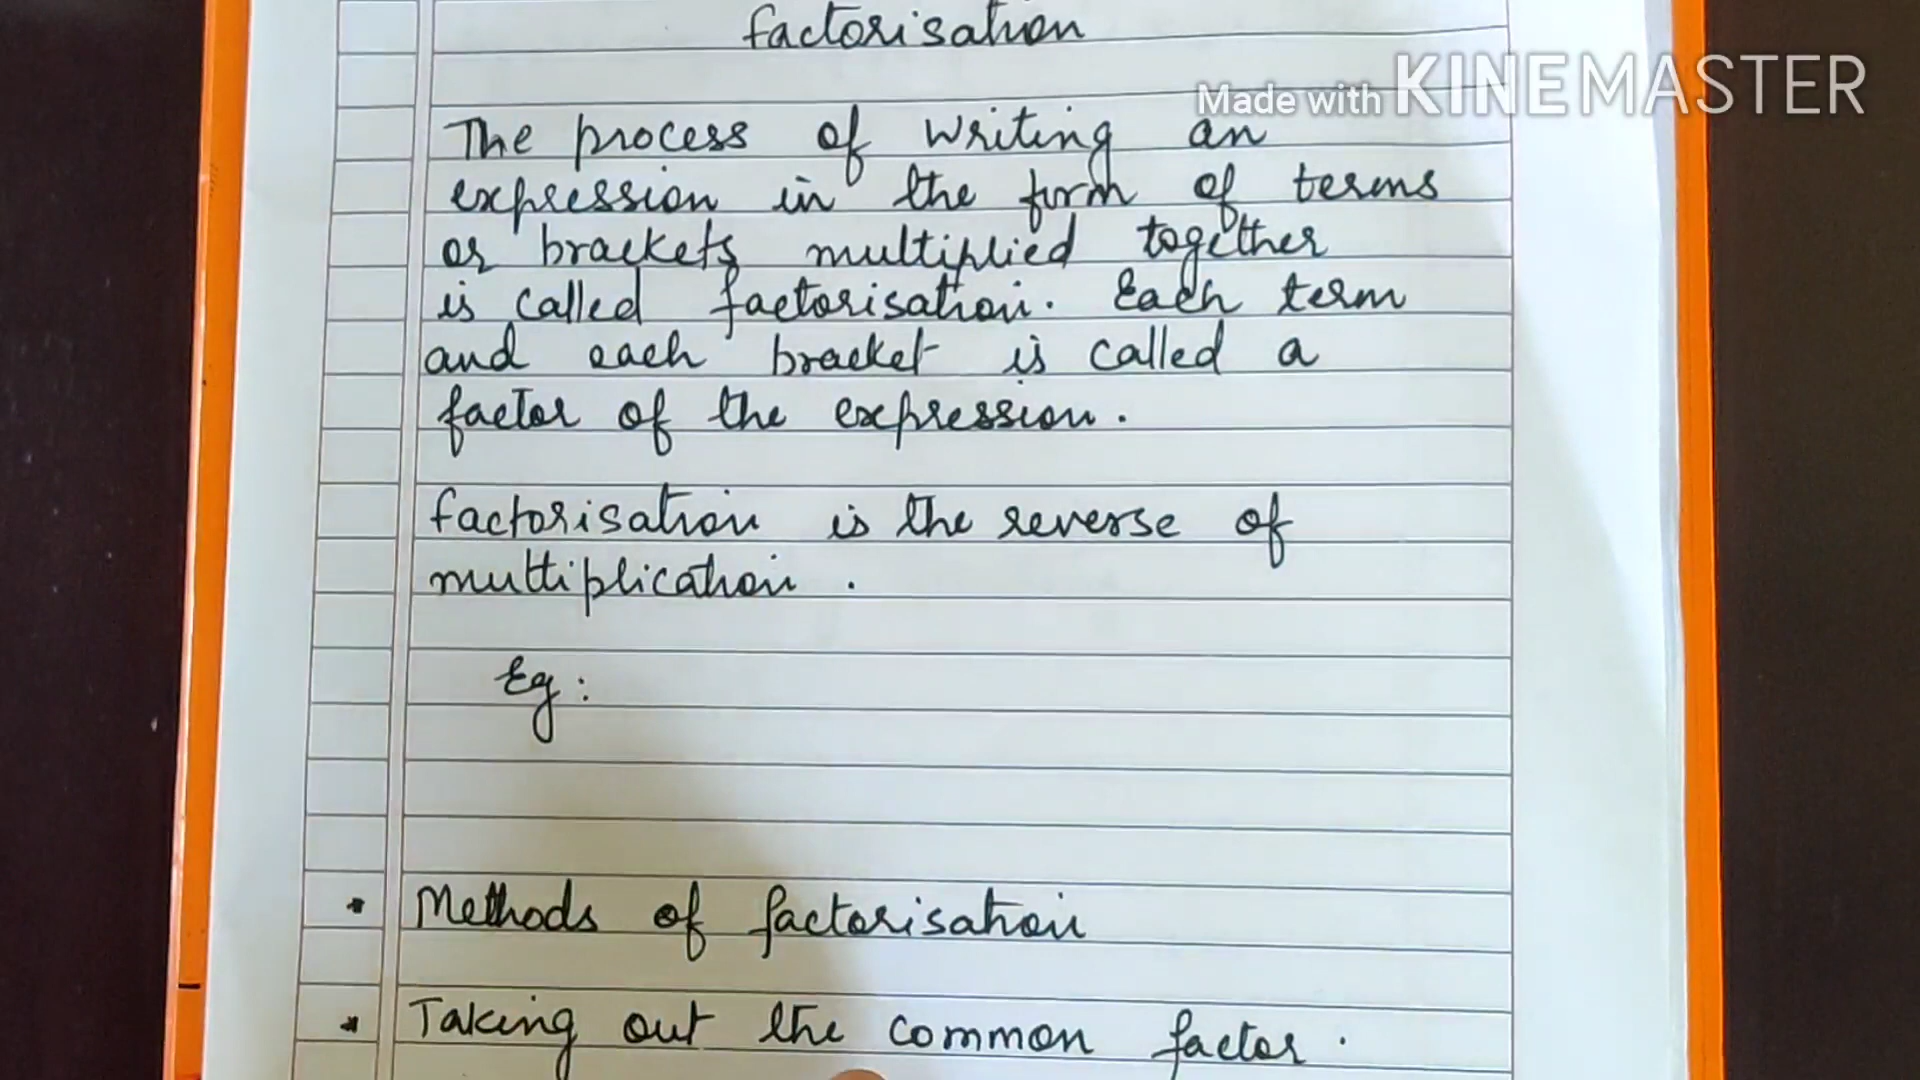 factorisation
Made with KINEMASTER
The process of writing an
expression in the form of terms
or brackets multiplied together
is called factorisation. Each term
and each bracket is called a
factor of the expression.
factorisation is the reverse of
multiplication.
Eg:
* Methods of factorisation
* Taking out the common factor.